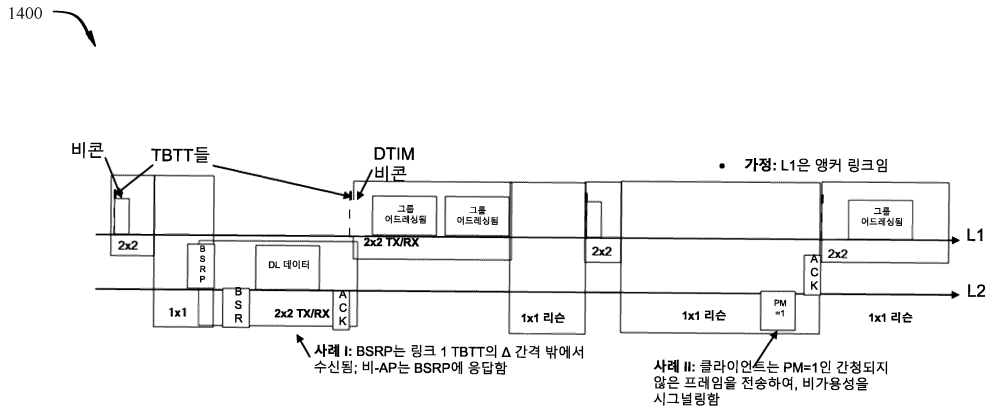 1400
비콘
TBTT들
DTIM
비콘
• 가정: L1은 앵커 링크임
그룹
어드레싱됨
그룹
어드레싱됨
그룹
어드레싱됨
L1
2x2
2x2 TX/RX
2x2
2x2
BSRP
DL 데이터
ACK
L2
1x1
BSR
2x2 TX/RX
ACK
1x1 리슨
1x1 리슨
PM
=1
1x1 리슨
사례 I: BSRP는 링크 1 TBTT의 Δ 간격 밖에서
수신됨; 비-AP는 BSRP에 응답함
사례 II: 클라이언트는 PM=1인 간청되지
않은 프레임을 전송하여, 비가용성을
시그널링함